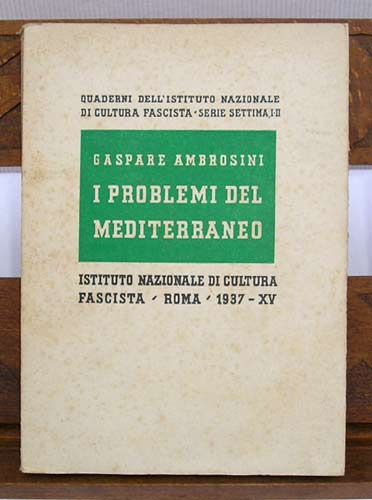 QUADERNI DELL'ISTITUTO NAZIONALE
DI CULTURA FASCISTA - SERIE SETTIMA, I-II
GASPARE AMBROSINI
I PROBLEMI DEL
MEDITERRANEO
ISTITUTO NAZIONALE DI CULTURA
FASCISTA - ROMA - 1937 - XV